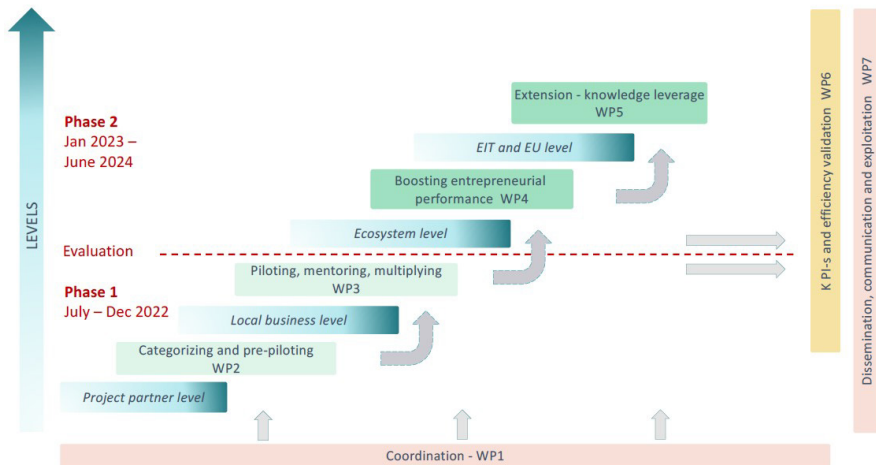 Extension - knowledge leverage
WP5
Phase 2
Jan 2023 –
June 2024
EIT and EU level
Boosting entrepreneurial
performance WP4
Ecosystem level
Evaluation
Piloting, mentoring, multiplying
WP3
Phase 1
July – Dec 2022
Local business level
Categorizing and pre-piloting
WP2
Project partner level
Coordination - WP1
LEVELS
K PI-s and efficiency validation WP6
Dissemination, communication and exploitation WP7